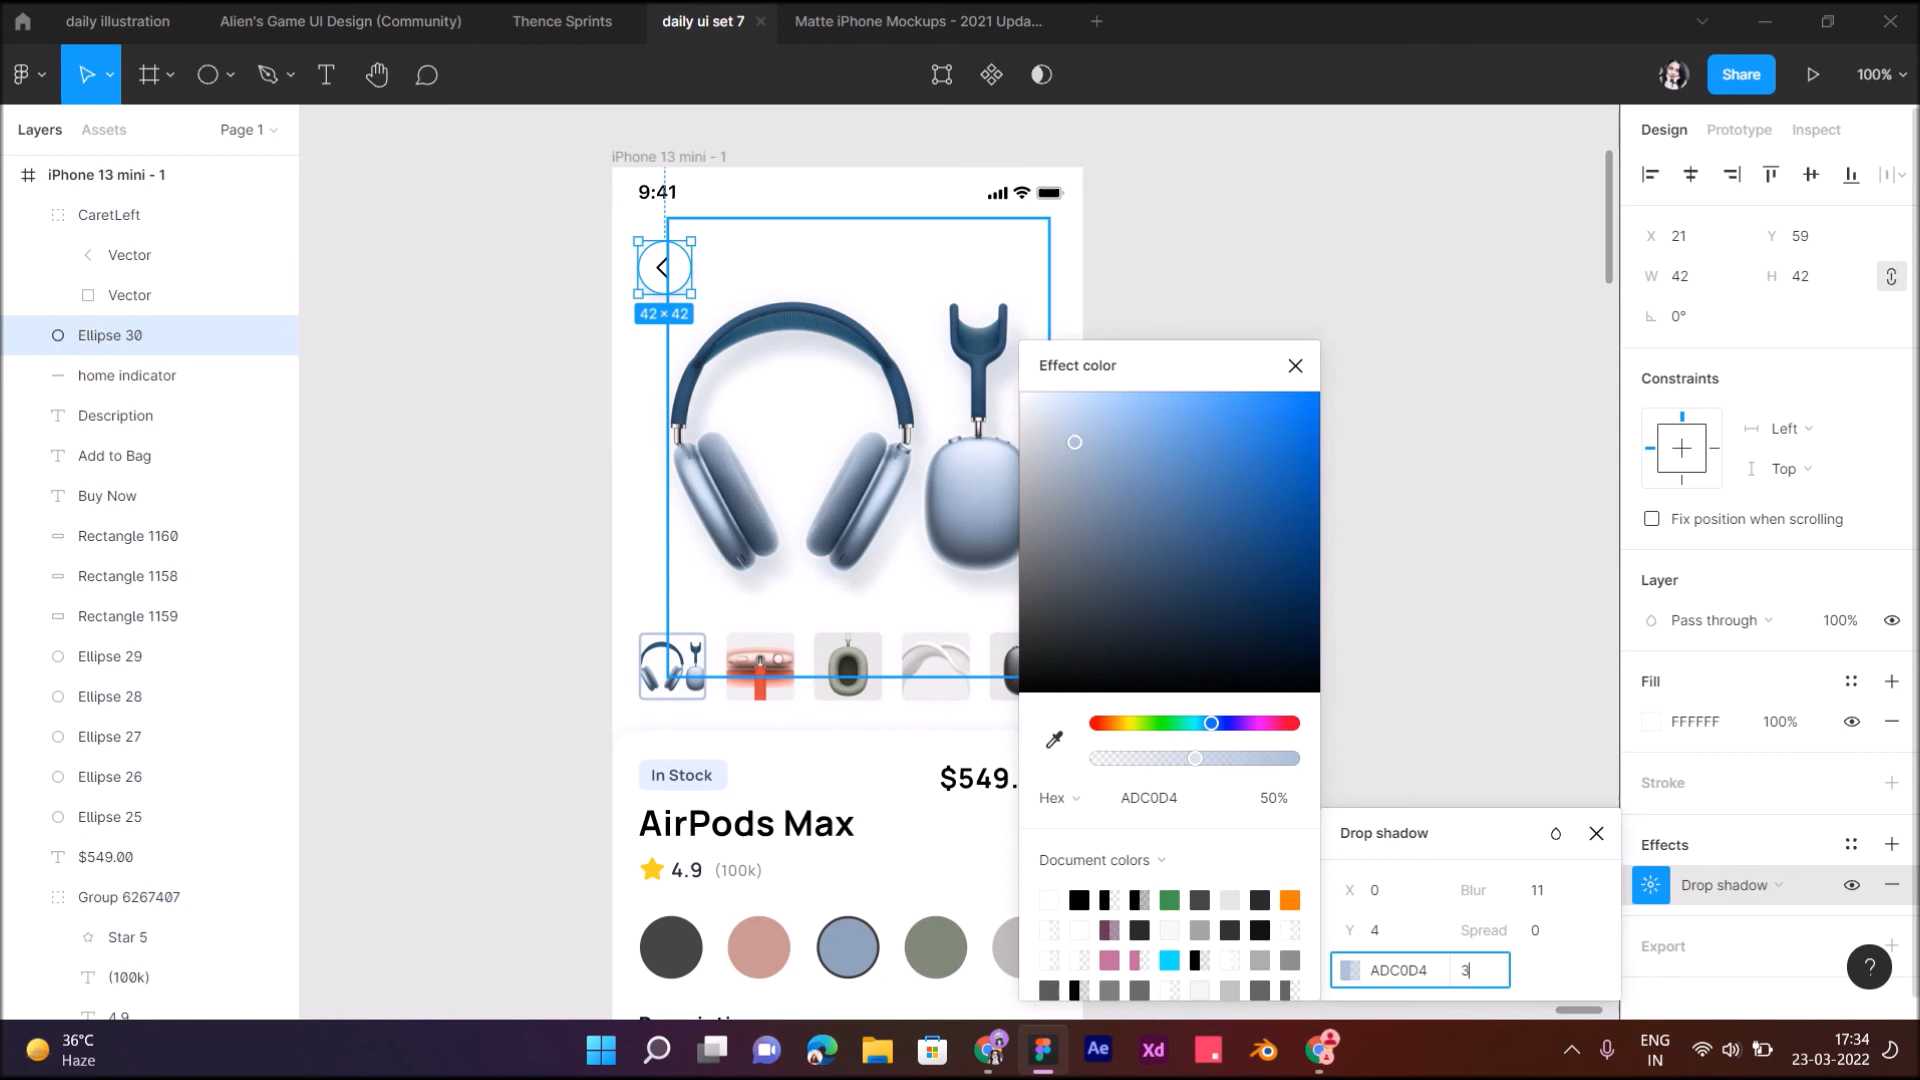 daily illustration
Alien's Game UI Design (Community)
Thence Sprints
daily ui set 7
Matte iPhone Mockups - 2021 Upda...
Share
100%
Layers
Assets
Page 1
iPhone 13 mini - 1
CaretLeft
Vector
Vector
Ellipse 30
home indicator
Description
Add to Bag
Buy Now
Rectangle 1160
Rectangle 1158
Rectangle 1159
Ellipse 29
Ellipse 28
Ellipse 27
Ellipse 26
Ellipse 25
$549.00
Group 6267407
Star 5
(100k)
4.9
iPhone 13 mini - 1
9:41
42 × 42
In Stock
$549.
AirPods Max
4.9 (100k)
Effect color
Hex
ADC0D4
50%
Document colors
Drop shadow
X 0
Blur 11
Y 4
Spread 0
ADC0D4
3
Design
Prototype
Inspect
X 21
Y 59
W 42
H 42
0°
Constraints
Left
Top
Fix position when scrolling
Layer
Pass through
100%
Fill
FFFFFF
100%
Stroke
Effects
Drop shadow
Export
?
36°C
Haze
Ae
Xd
ENG
IN
17:34
23-03-2022